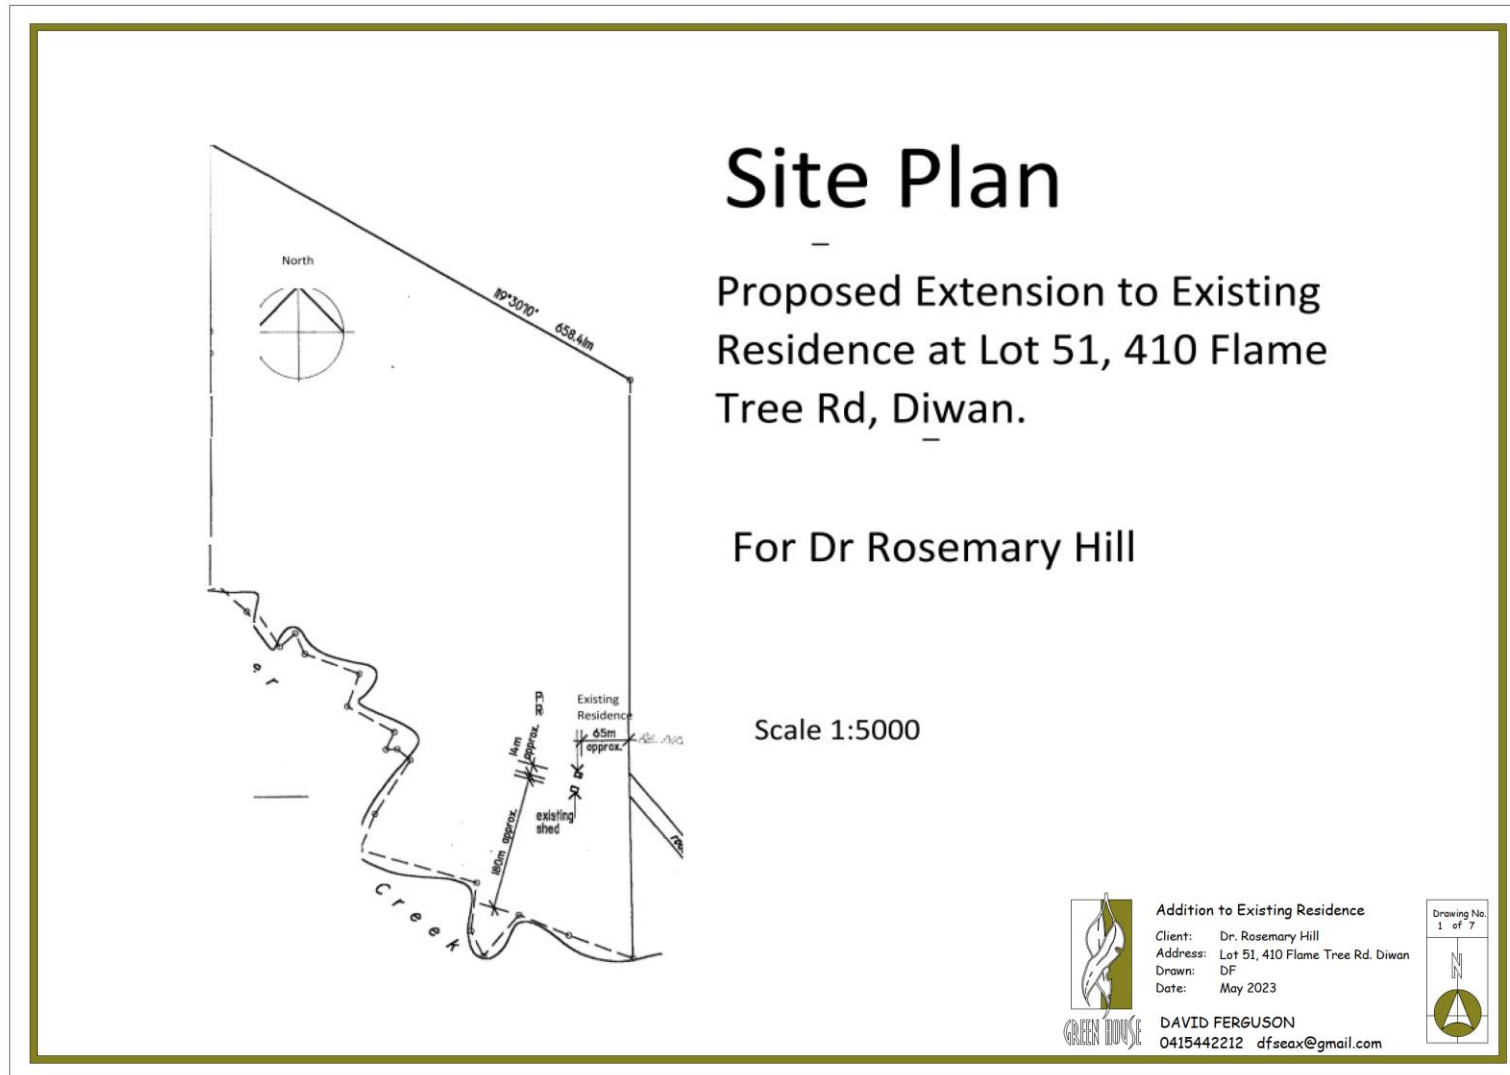 Site Plan
Proposed Extension to Existing
Residence at Lot 51, 410 Flame
Tree Rd, Diwan.
For Dr Rosemary Hill
Scale 1:5000
North
119°30'10"
658.41m
Existing
Residence
65m
approx.
14m
approx.
existing
shed
180m approx.
Creek
Addition to Existing Residence
Client: Dr. Rosemary Hill
Address: Lot 51, 410 Flame Tree Rd. Diwan
Drawn: DF
Date: May 2023
DAVID FERGUSON
0415442212 dfseax@gmail.com
GREEN HOUSE
Drawing No.
1 of 7
N